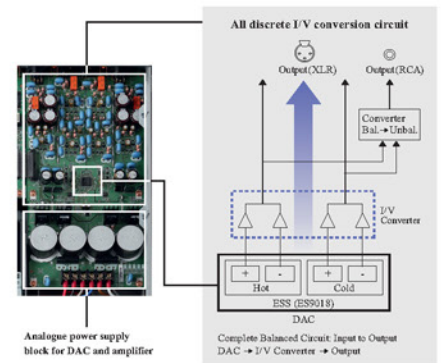 All discrete I/V conversion circuit
Output(XLR)
Output(RCA)
Converter
Bal.→Unbal.
I/V
Converter
+
-
+
-
Hot
Cold
ESS (ES9018)
DAC
Analogue power supply
block for DAC and amplifier
Complete Balanced Circuit: Input to Output
DAC → I/V Converter → Output